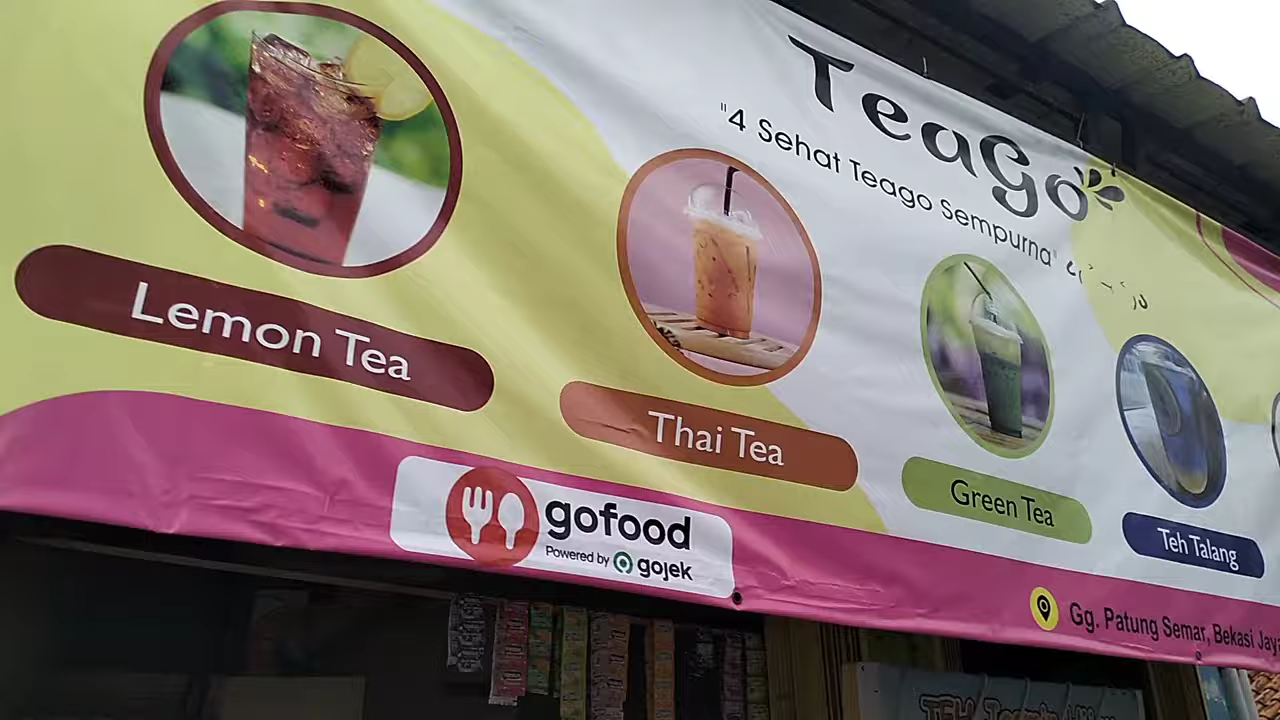 TeaGo
"4 Sehat Teago Sempurna"
Lemon Tea
Thai Tea
Green Tea
Teh Talang
gofood
Powered by gojek
Gg. Patung Semar, Bekasi Jaya